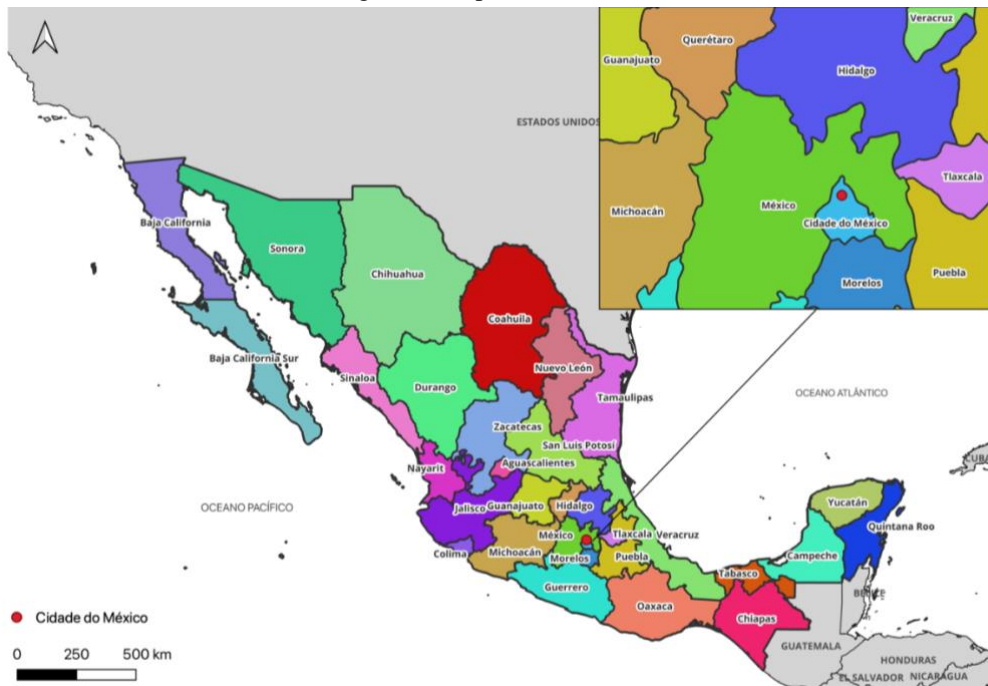 Veracruz
Querétaro
Guanajuato
Hidalgo
ESTADOS UNIDOS
Tlaxcala
Michoacán
México
Cidade do México
Puebla
Morelos
Baja California
Sonora
Chihuahua
Coahuila
Baja California Sur
Nuevo León
Sinaloa
Durango
Tamaulipas
OCEANO ATLÂNTICO
Zacatecas
San Luis Potosí
CUBA
Nayarit
Aguascalientes
Yucatán
OCEANO PACÍFICO
Jalisco
Guanajuato
Hidalgo
Quintana Roo
México
Tlaxcala
Veracruz
Colima
Michoacán
Morelos
Puebla
Campeche
Tabasco
Guerrero
BELICE
Oaxaca
Chiapas
Cidade do México
GUATEMALA
0 250 500 km
HONDURAS
EL SALVADOR
NICARAGUA